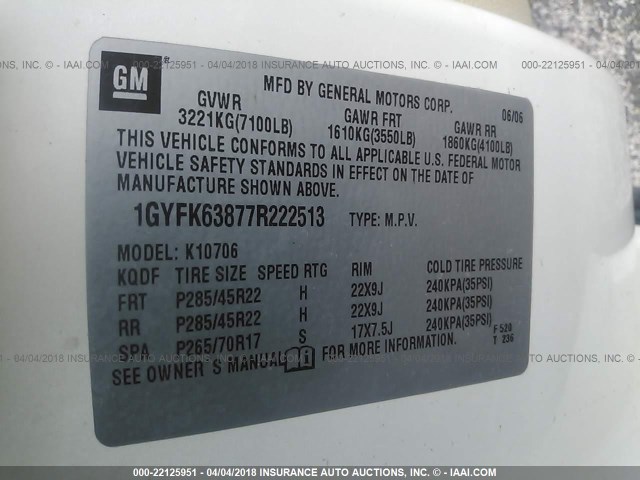 000-22125951 - 04/04/2018 INSURANCE AUTO AUCTIONS, INC. - WWW.IAAI.COM
GM
MFD BY GENERAL MOTORS CORP. 06/06
GVWR GAWR FRT GAWR RR
3221KG(7100LB) 1610KG(3550LB) 1860KG(4100LB)
THIS VEHICLE CONFORMS TO ALL APPLICABLE U.S. FEDERAL MOTOR
VEHICLE SAFETY STANDARDS IN EFFECT ON THE DATE OF
MANUFACTURE SHOWN ABOVE.
1GYFK63877R222513 TYPE: M.P.V.
MODEL: K10706
KQDF TIRE SIZE SPEED RTG RIM COLD TIRE PRESSURE
FRT P285/45R22 H 22X9J 240KPA(35PSI)
RR P285/45R22 H 22X9J 240KPA(35PSI)
SPA P265/70R17 S 17X7.5J 240KPA(35PSI)
SEE OWNER'S MANUAL FOR MORE INFORMATION.
F 520
T 236
000-22125951 - 04/04/2018 INSURANCE AUTO AUCTIONS, INC. - WWW.IAAI.COM